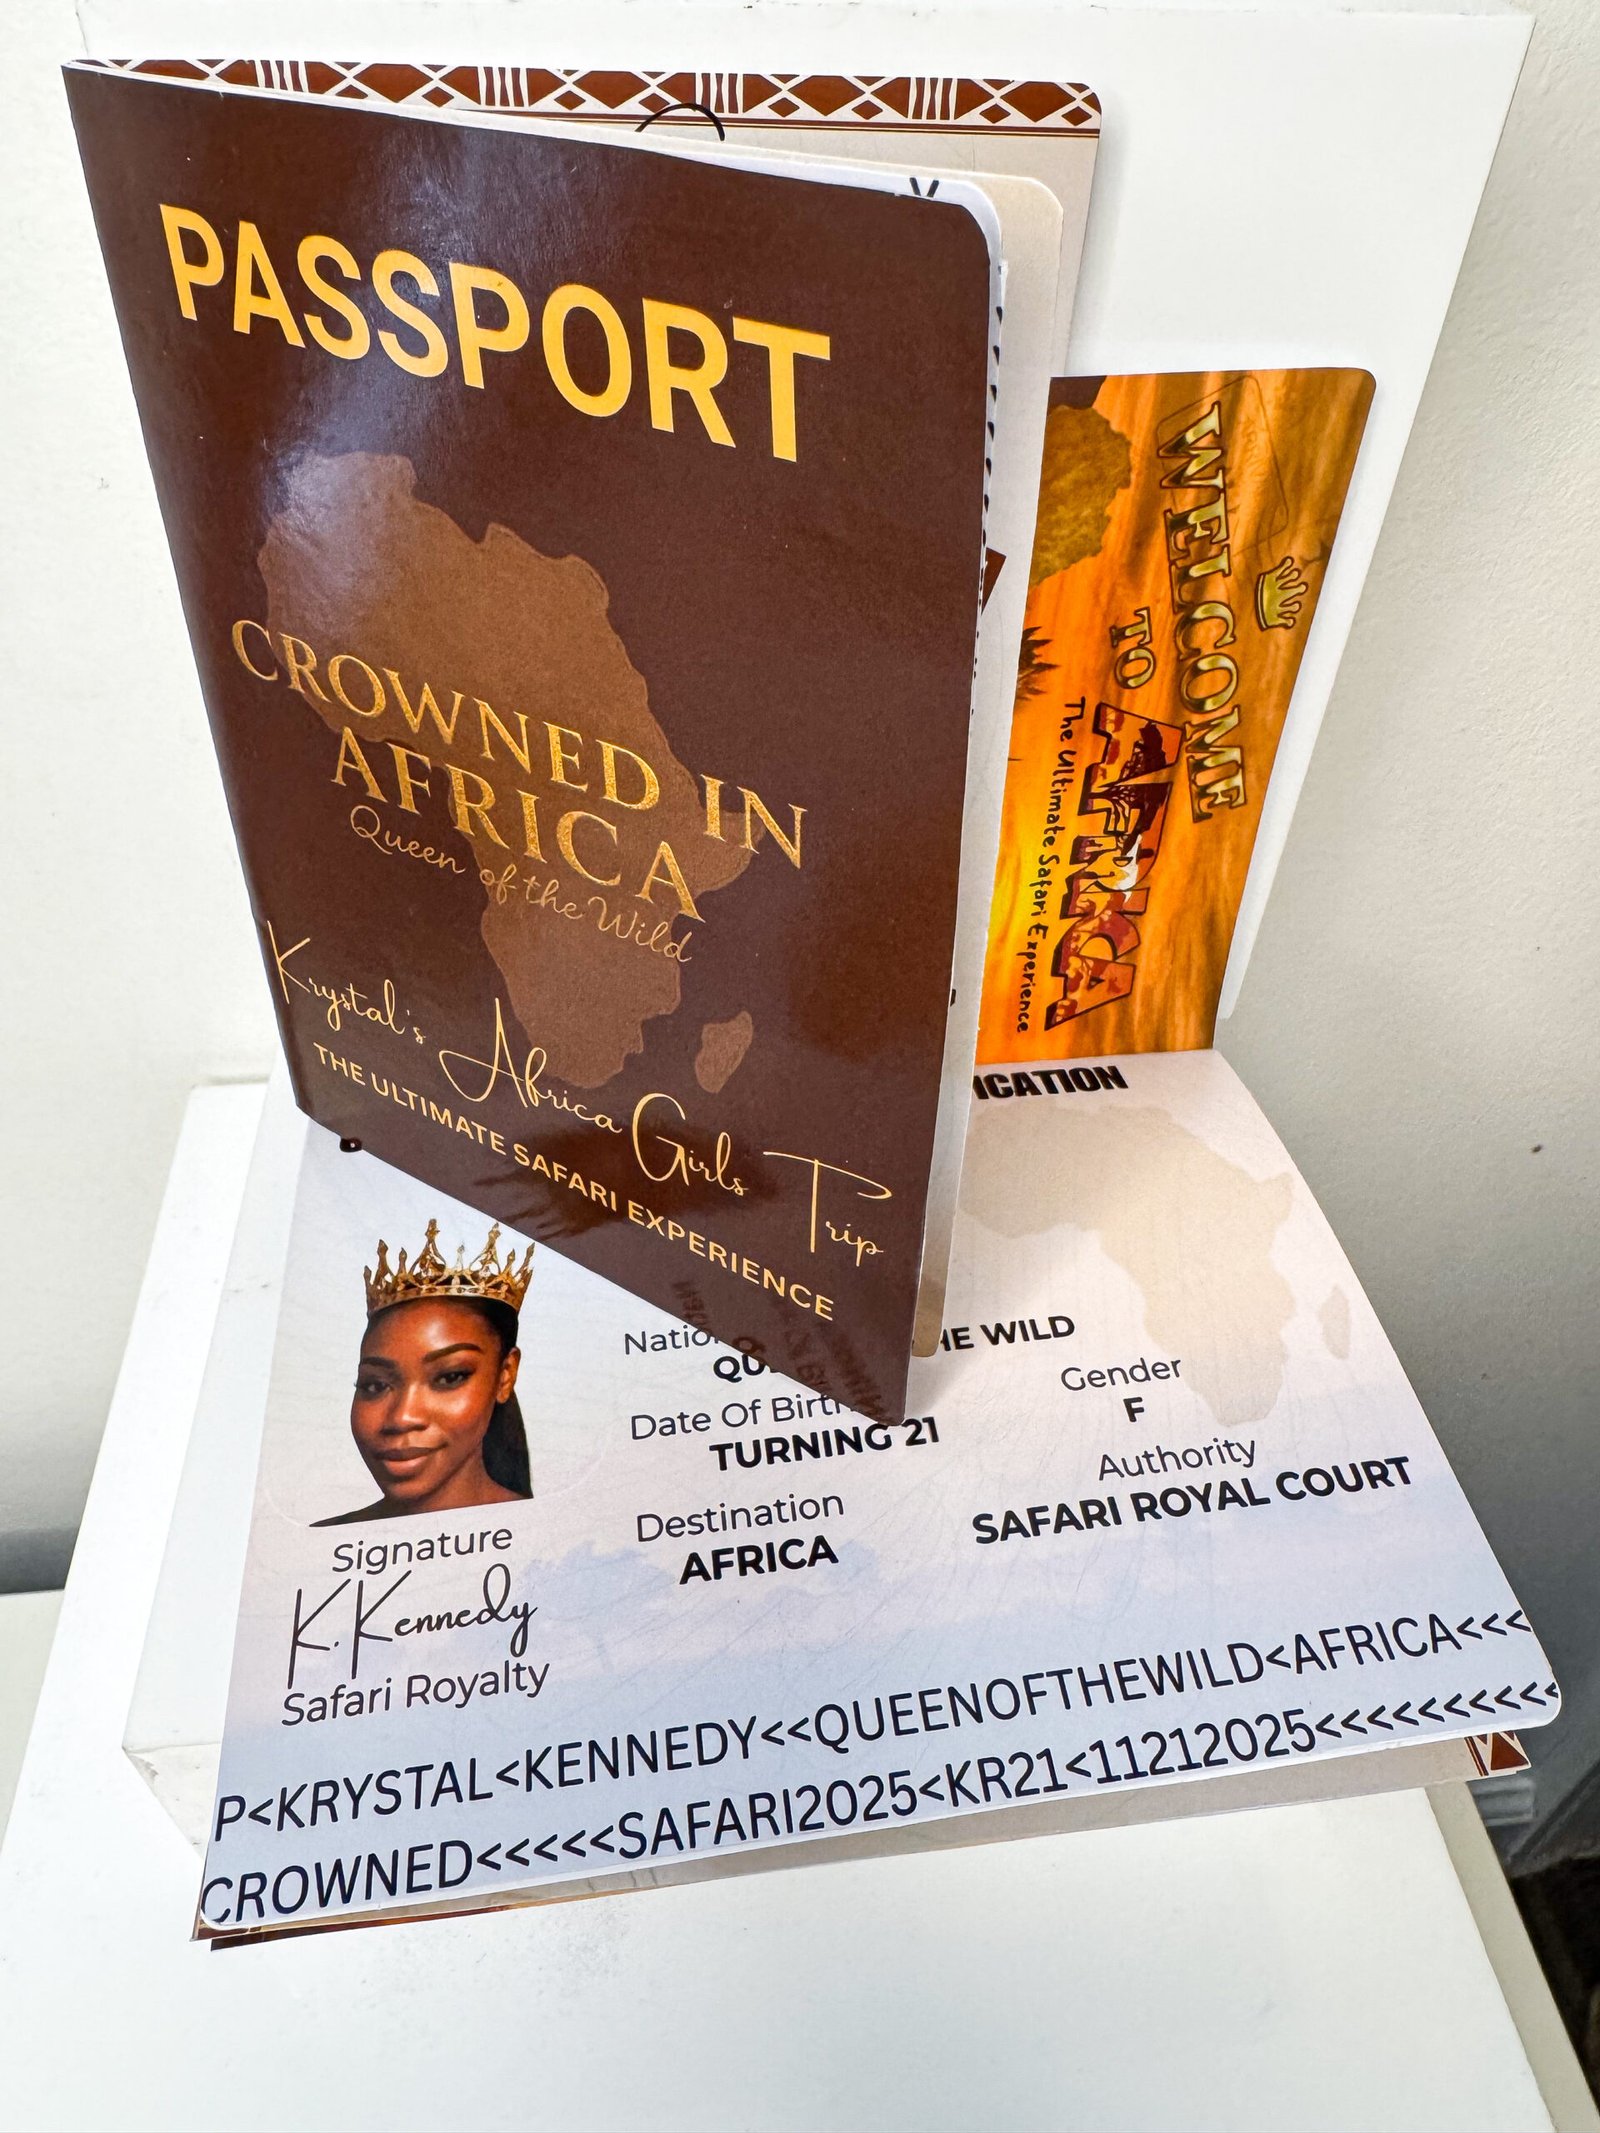 PASSPORT
CROWNED IN
AFRICA
Queen of the Wild
Krystal's Africa Girls Trip
THE ULTIMATE SAFARI EXPERIENCE
WELCOME
TO
AFRICA
The Ultimate Safari Experience
ICATION
Natio
QU HE WILD
Date Of Birth
TURNING 21
Gender
F
Destination
AFRICA
Authority
SAFARI ROYAL COURT
Signature
K. Kennedy
Safari Royalty
P<KRYSTAL<KENNEDY<<QUEENOFTHEWILD<AFRICA<<<
CROWNED<<<<<SAFARI2025<KR21<11212025<<<<<<<<<<